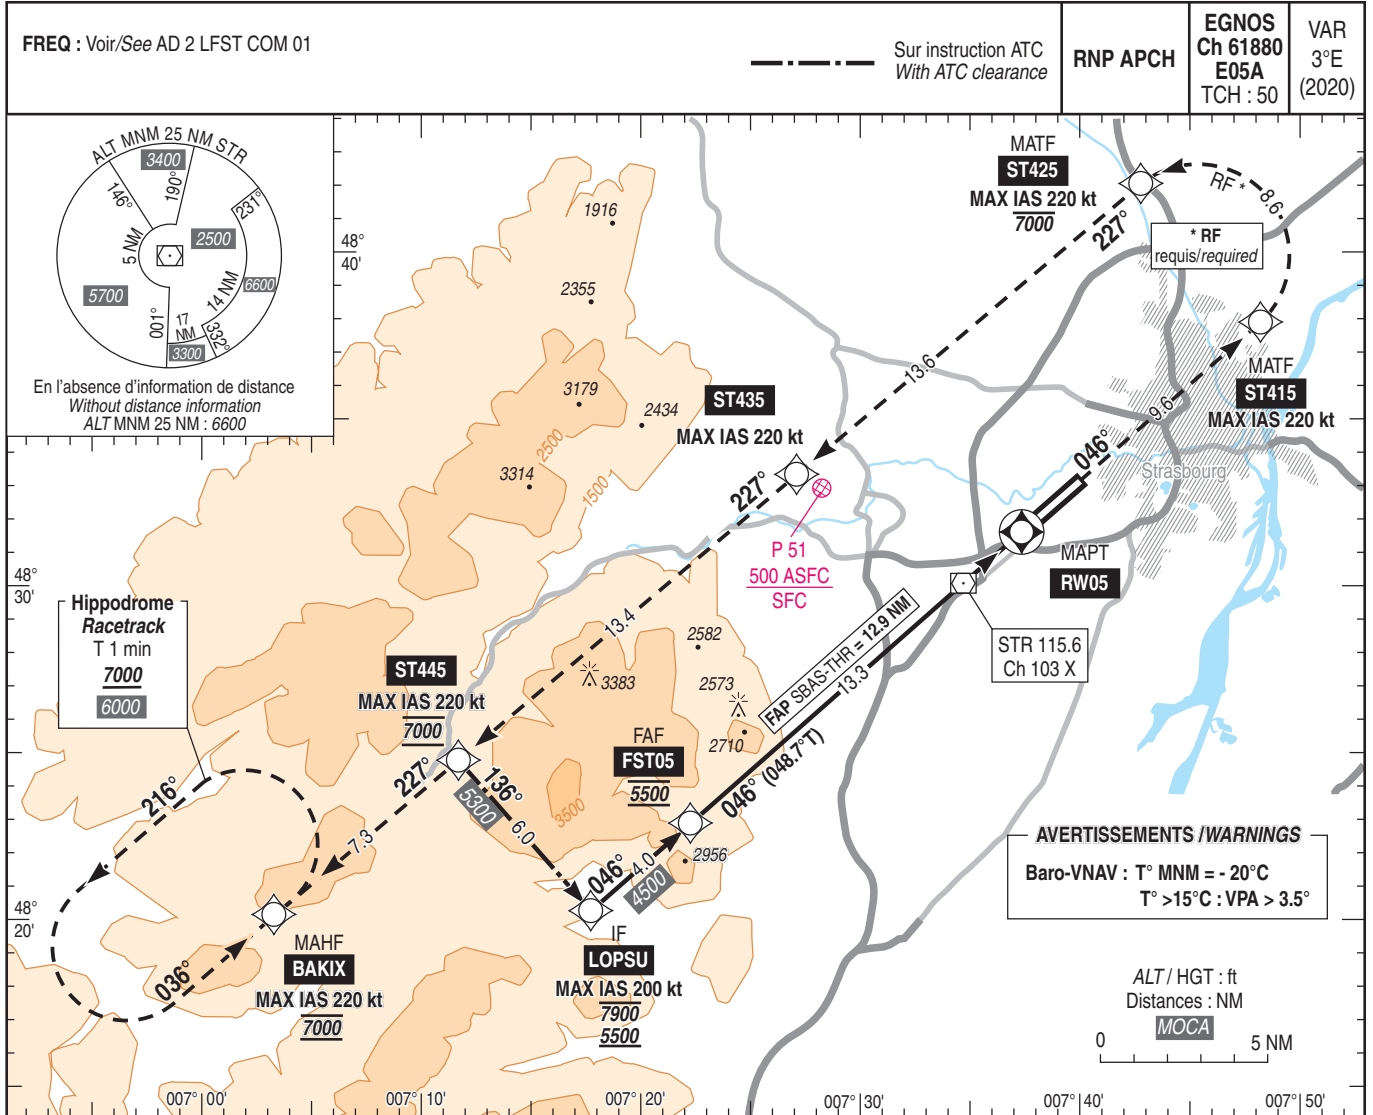 FREQ : Voir/See AD 2 LFST COM 01
Sur instruction ATC
With ATC clearance
RNP APCH
EGNOS
Ch 61880
E05A
TCH : 50
VAR
3°E
(2020)
ALT MNM 25 NM STR
3400
146°
190°
231°
5 NM
2500
14 NM
6600
5700
001°
17
NM
332°
3300
En l'absence d'information de distance
Without distance information
ALT MNM 25 NM : 6600
48°
40'
48°
30'
48°
20'
1916
2355
3179
2434
2500
3314
1500
MATF
ST425
MAX IAS 220 kt
7000
227°
RF *
8.6
* RF
requis/required
13.6
MATF
ST415
MAX IAS 220 kt
9.6
046°
Strasbourg
ST435
MAX IAS 220 kt
227°
P 51
500 ASFC
SFC
MAPT
RW05
STR 115.6
Ch 103 X
FAP SBAS-THR = 12.9 NM
13.3
046° (048.7°T)
13.4
2582
3383
2573
2710
Hippodrome
Racetrack
T 1 min
7000
6000
ST445
MAX IAS 220 kt
7000
227°
136°
5300
6.0
3500
FAF
FST05
5500
2956
046°
4.0
4500
7.3
216°
036°
MAHF
BAKIX
MAX IAS 220 kt
7000
IF
LOPSU
MAX IAS 200 kt
7900
5500
AVERTISSEMENTS /WARNINGS
Baro-VNAV : T° MNM = - 20°C
T° >15°C : VPA > 3.5°
ALT / HGT : ft
Distances : NM
MOCA
0 5 NM
007° 00' 007° 10' 007° 20' 007° 30' 007° 40' 007° 50'